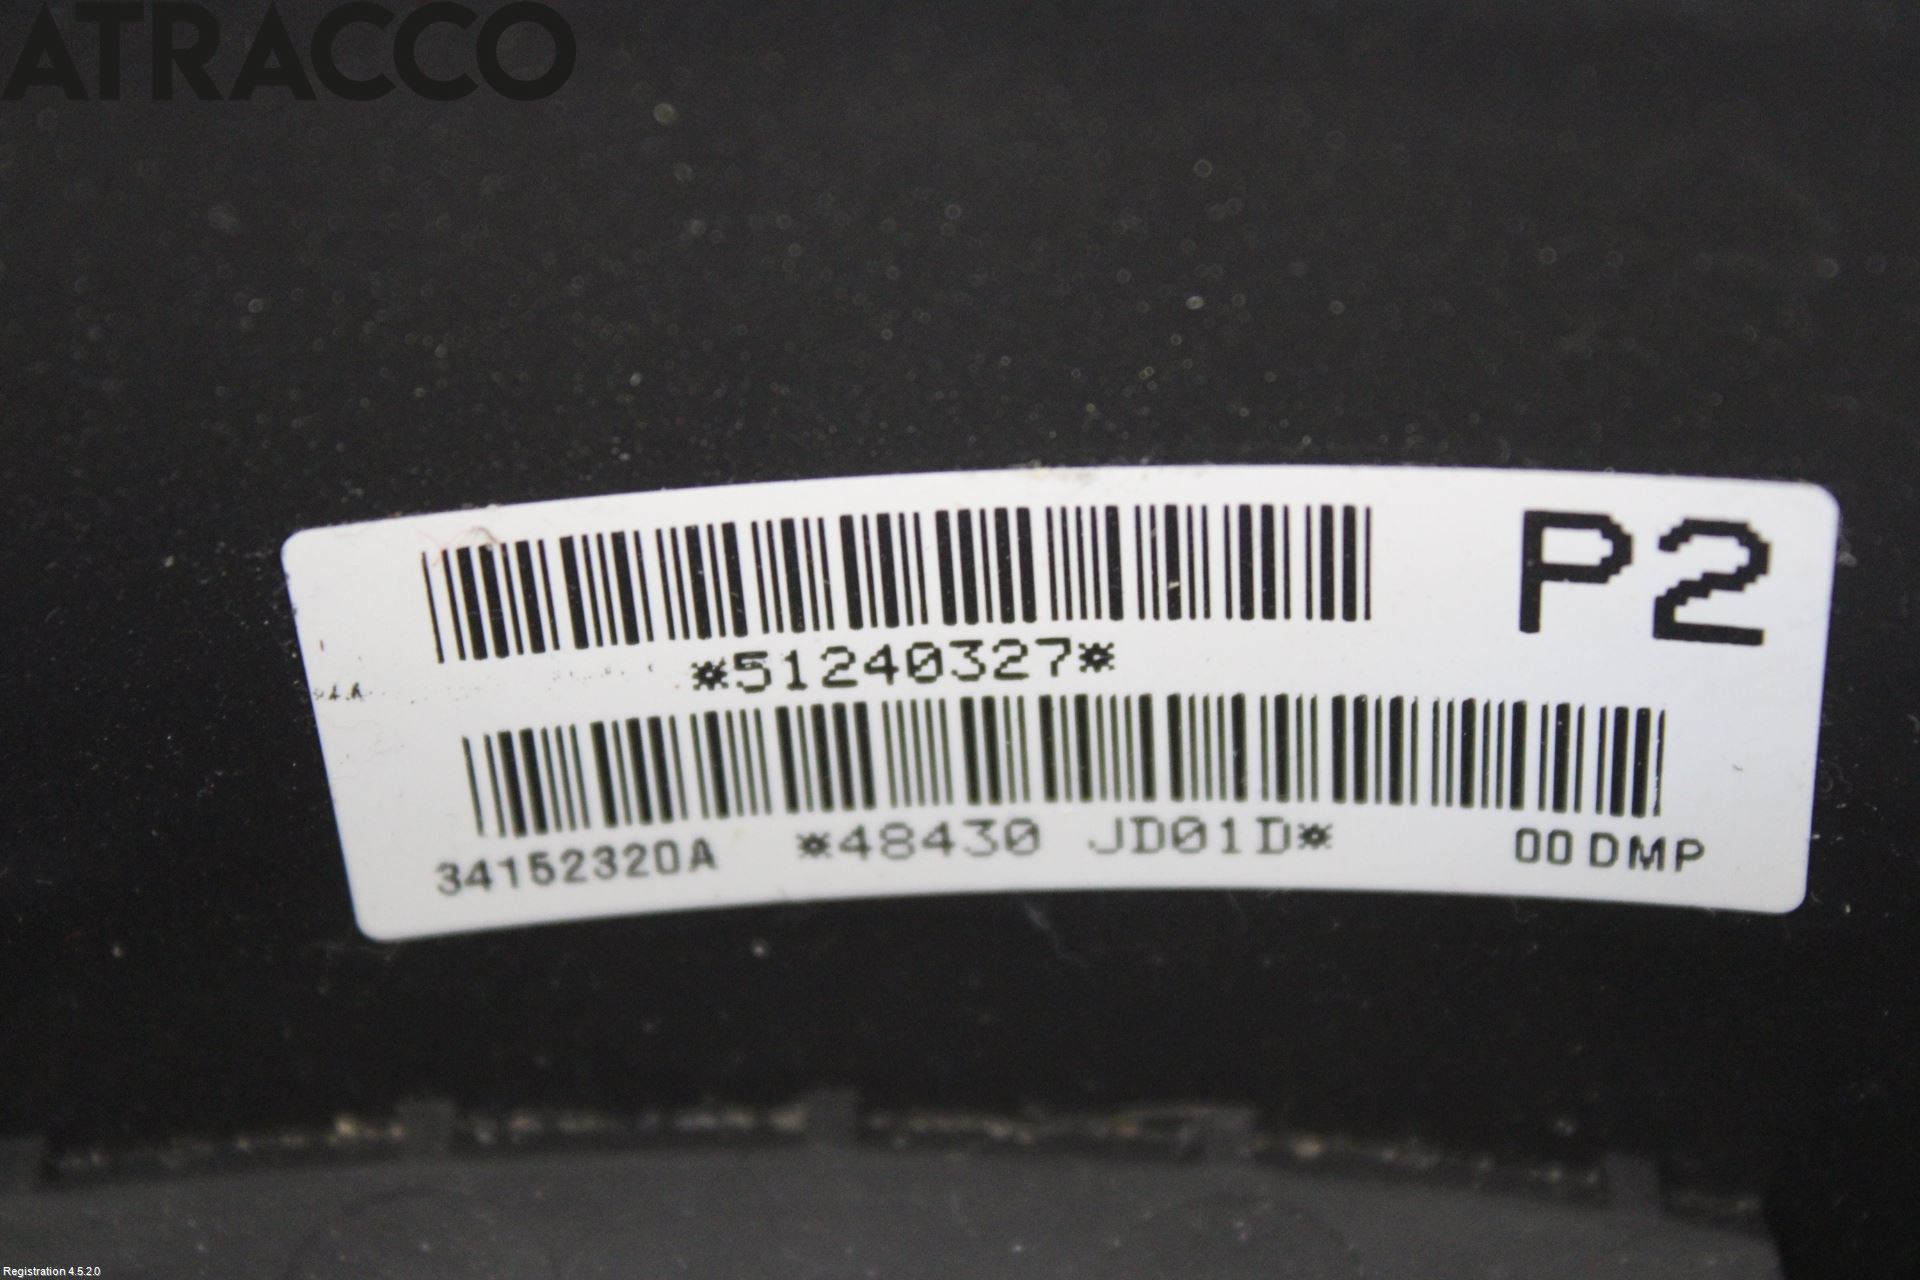 ATRACCO
P2
*51240327*
34152320A *48430 JD01D* 00DMP
Registration 4.5.2.0